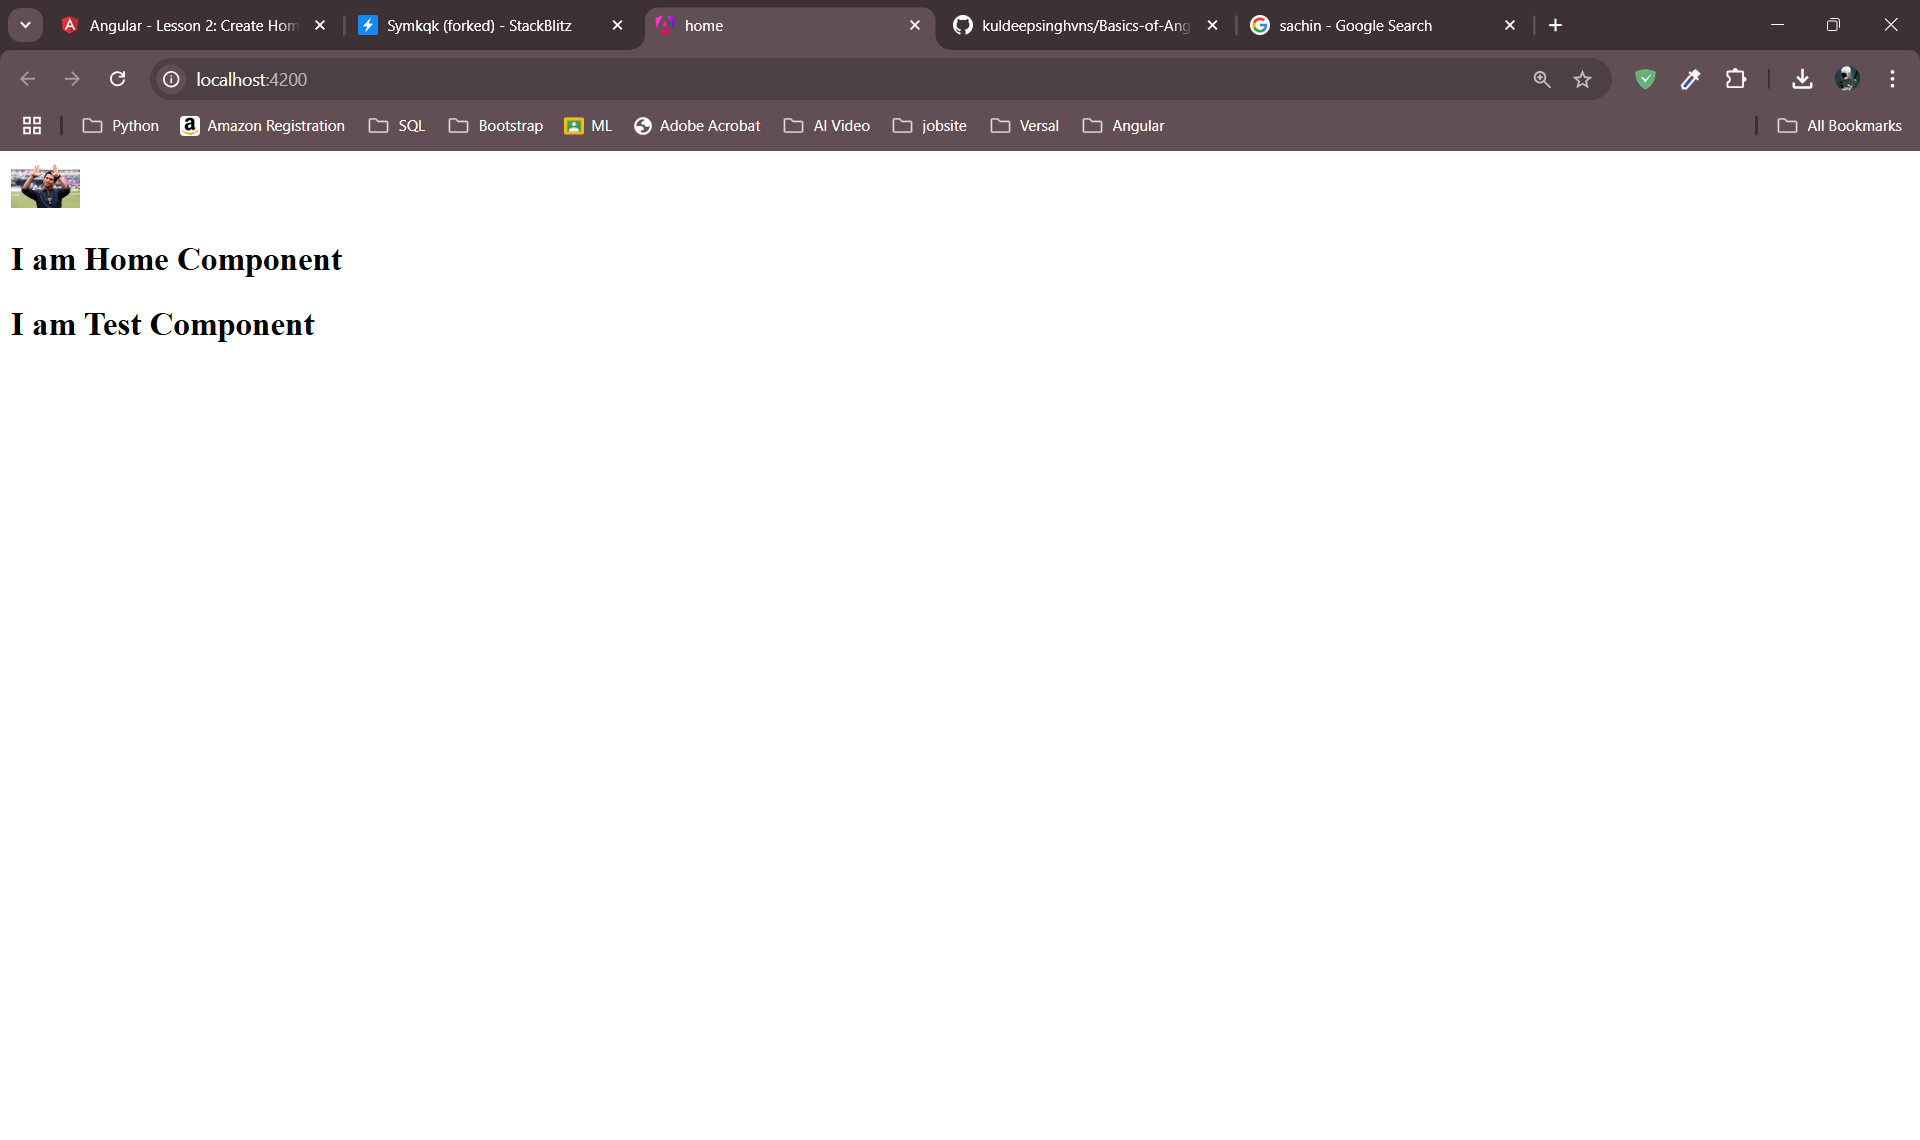 Angular - Lesson 2: Create Hom
Symkqk (forked) - StackBlitz
home
kuldeepsinghvns/Basics-of-Ang
sachin - Google Search
localhost:4200
Python
Amazon Registration
SQL
Bootstrap
ML
Adobe Acrobat
AI Video
jobsite
Versal
Angular
All Bookmarks
I am Home Component
I am Test Component